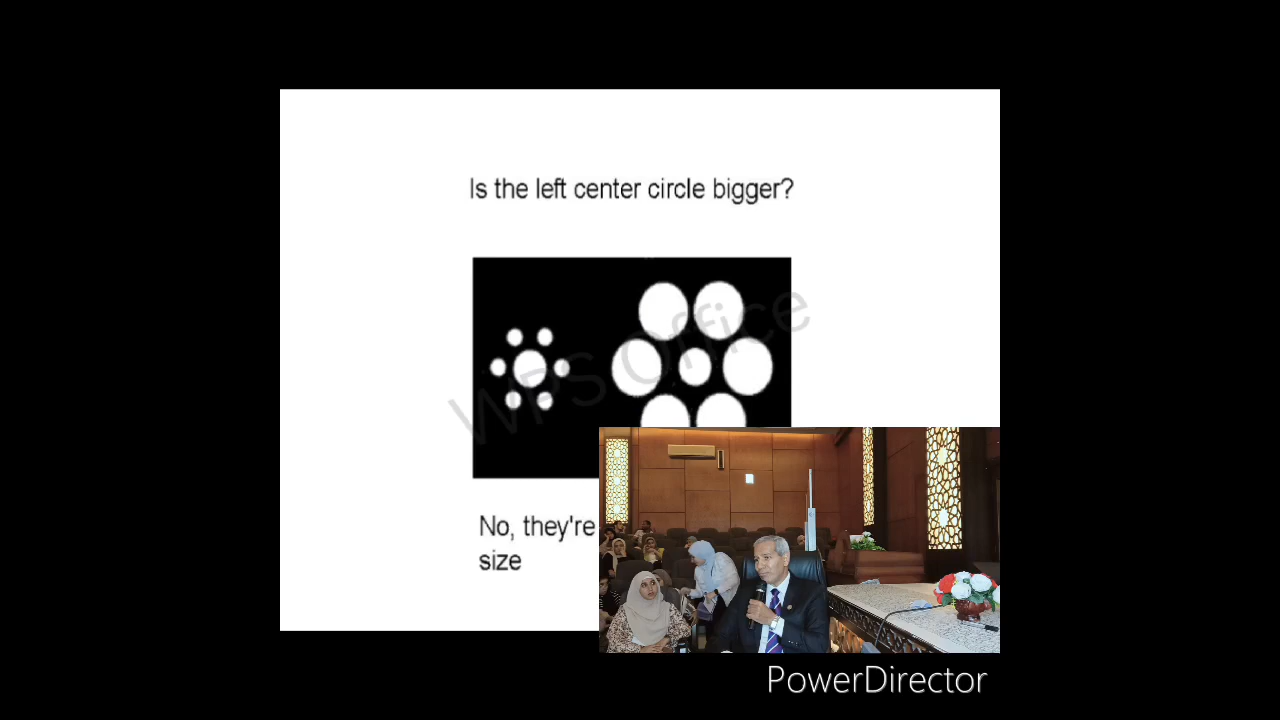 Is the left center circle bigger?
WPS Office
No, they're
size
PowerDirector